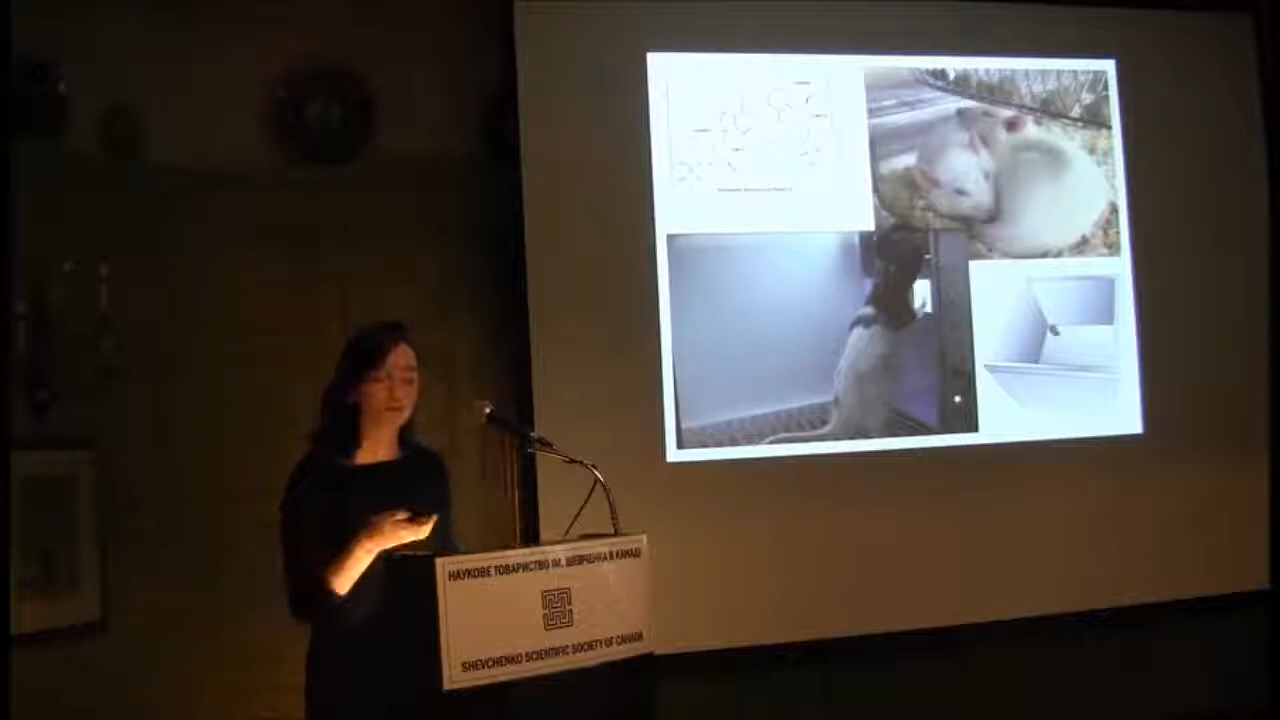 НАУКОВЕ ТОВАРИСТВО ІМ. ШЕВЧЕНКА В КАНАДІ
SHEVCHENKO SCIENTIFIC SOCIETY OF CANADA